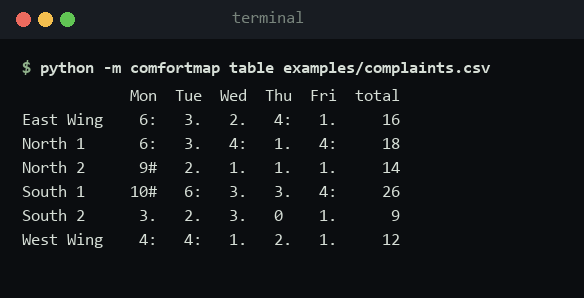 terminal
$ python -m comfortmap table examples/complaints.csv
Mon Tue Wed Thu Fri total
East Wing 6: 3. 2. 4: 1. 16
North 1 6: 3. 4: 1. 4: 18
North 2 9# 2. 1. 1. 1. 14
South 1 10# 6: 3. 3. 4: 26
South 2 3. 2. 3. 0 1. 9
West Wing 4: 4: 1. 2. 1. 12